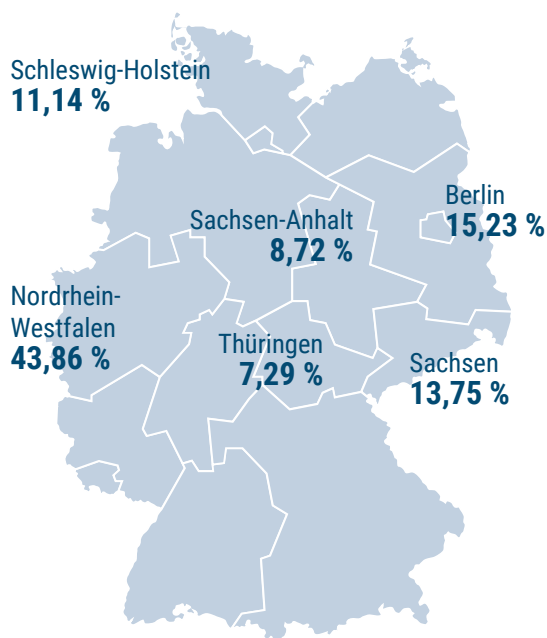 Schleswig-Holstein
11,14 %
Berlin
15,23 %
Sachsen-Anhalt
8,72 %
Nordrhein-
Westfalen
43,86 %
Thüringen
7,29 %
Sachsen
13,75 %